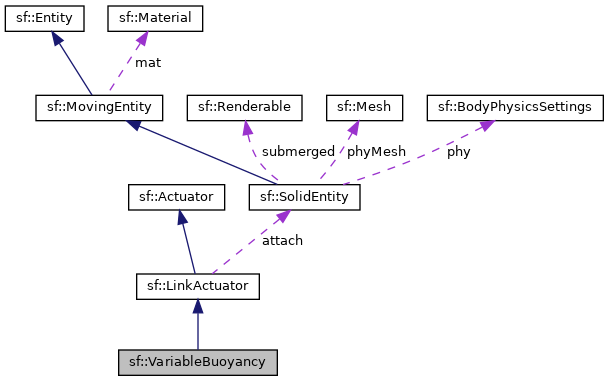 sf::Entity
sf::Material
mat
sf::MovingEntity
sf::Renderable
sf::Mesh
sf::BodyPhysicsSettings
submerged
phyMesh
phy
sf::Actuator
sf::SolidEntity
attach
sf::LinkActuator
sf::VariableBuoyancy